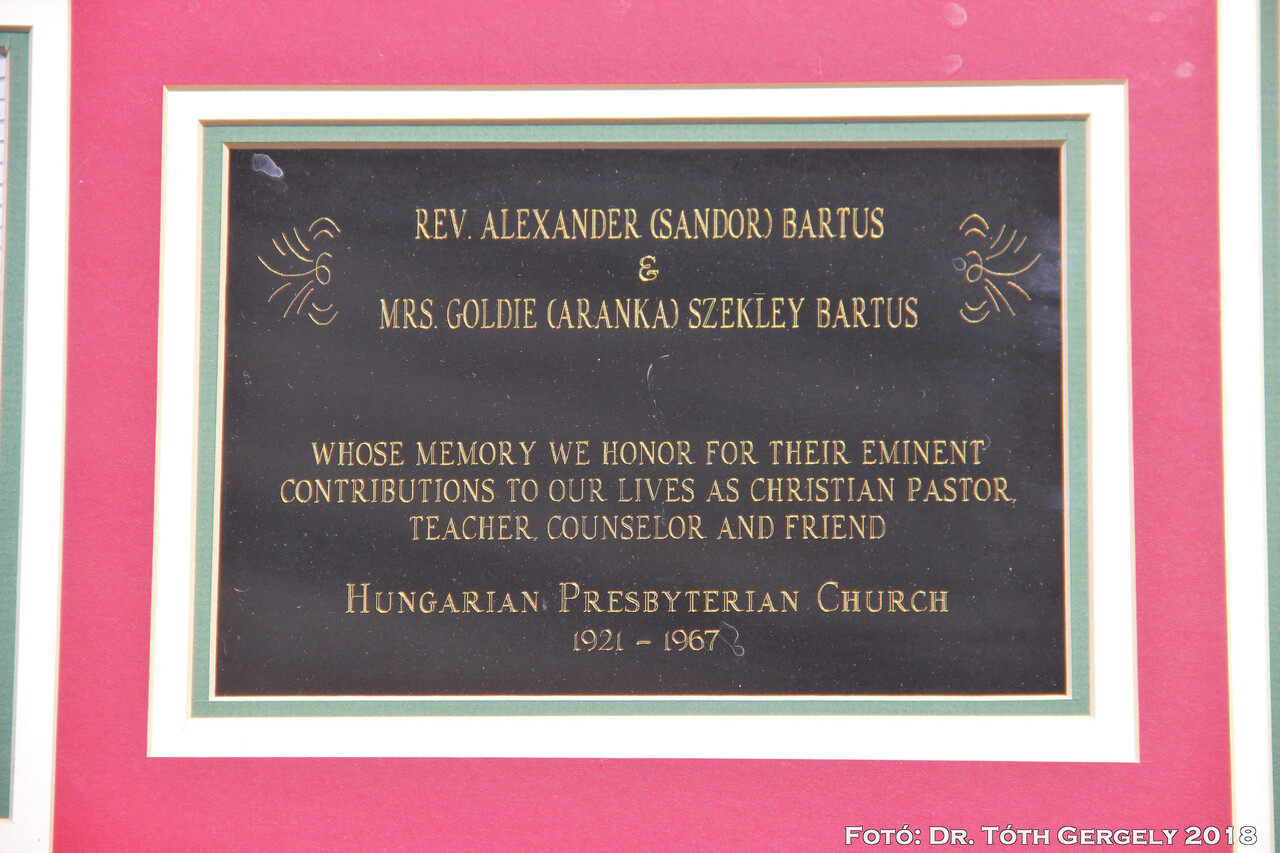 REV. ALEXANDER (SANDOR) BARTUS
&
MRS. GOLDIE (ARANKA) SZEKLEY BARTUS
WHOSE MEMORY WE HONOR FOR THEIR EMINENT
CONTRIBUTIONS TO OUR LIVES AS CHRISTIAN PASTOR,
TEACHER, COUNSELOR AND FRIEND
HUNGARIAN PRESBYTERIAN CHURCH
1921 – 1967
FOTÓ: DR. TÓTH GERGELY 2018